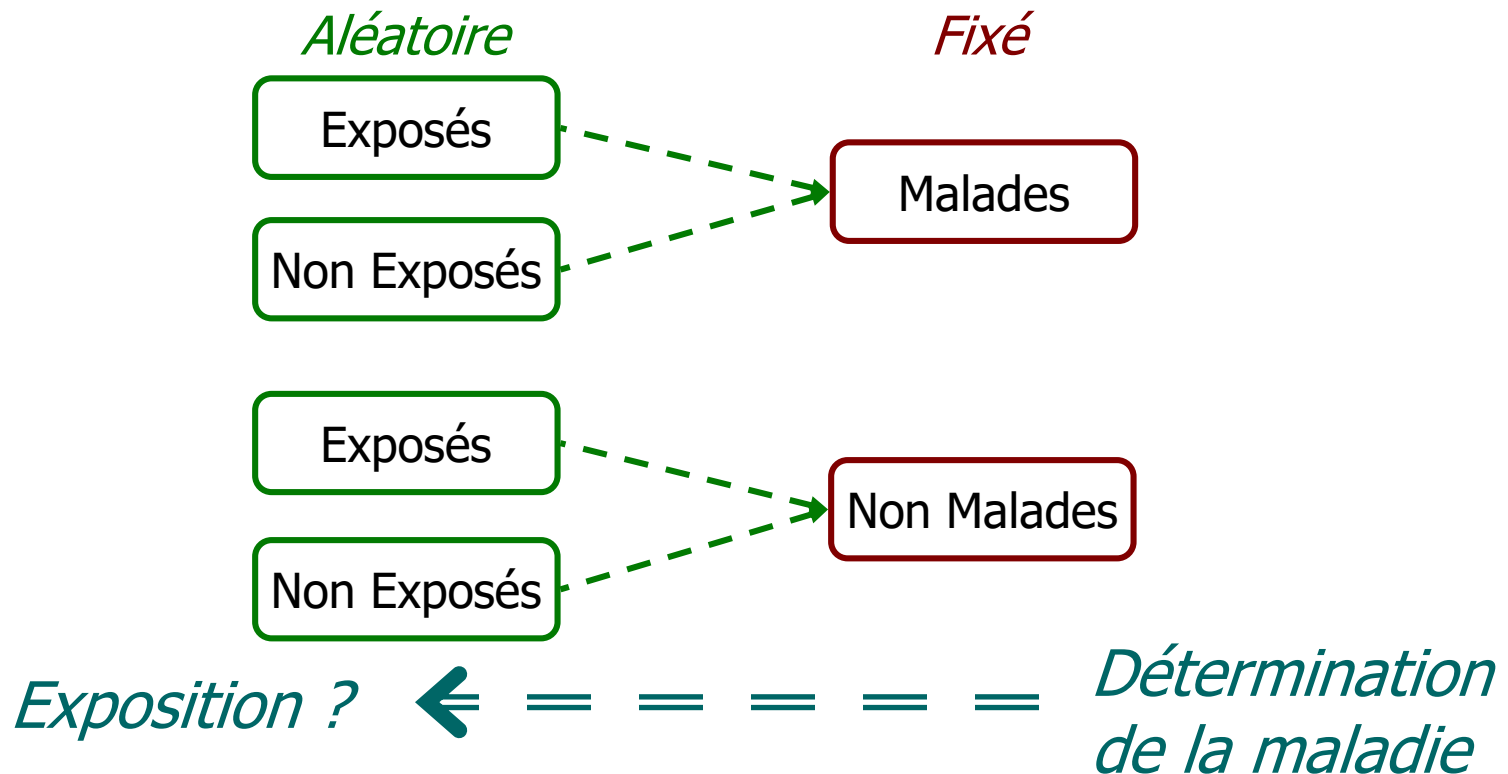 Aléatoire
Fixé
Exposés
Malades
Non Exposés
Exposés
Non Malades
Non Exposés
Exposition ?
Détermination
de la maladie